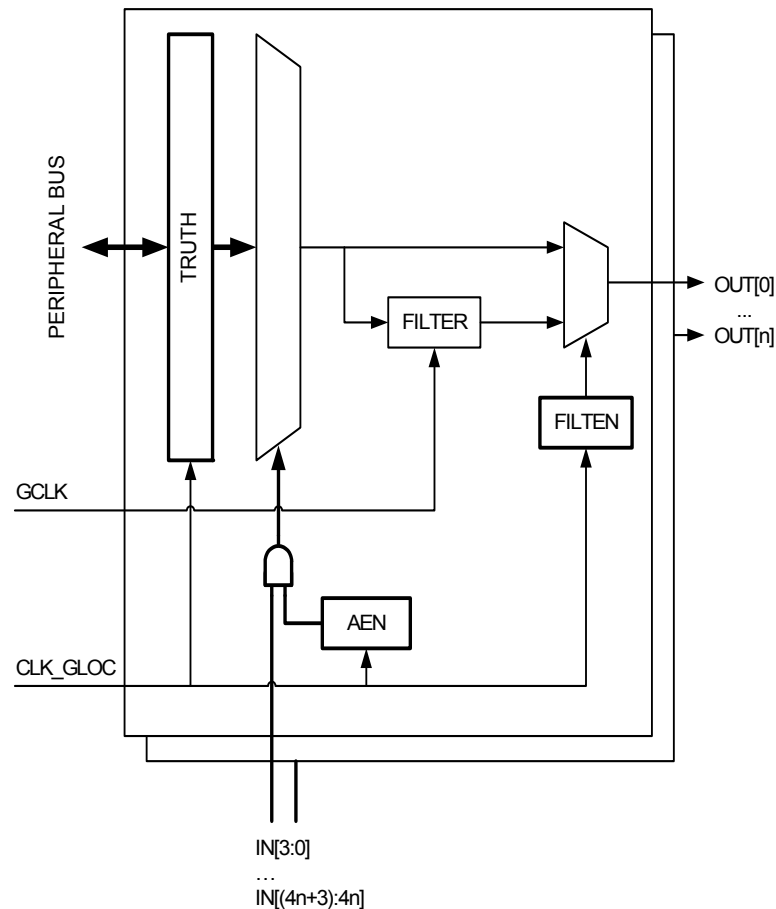 PERIPHERAL BUS
TRUTH
FILTER
OUT[0]
...
OUT[n]
FILTEN
GCLK
AEN
CLK_GLOC
IN[3:0]
...
IN[(4n+3):4n]